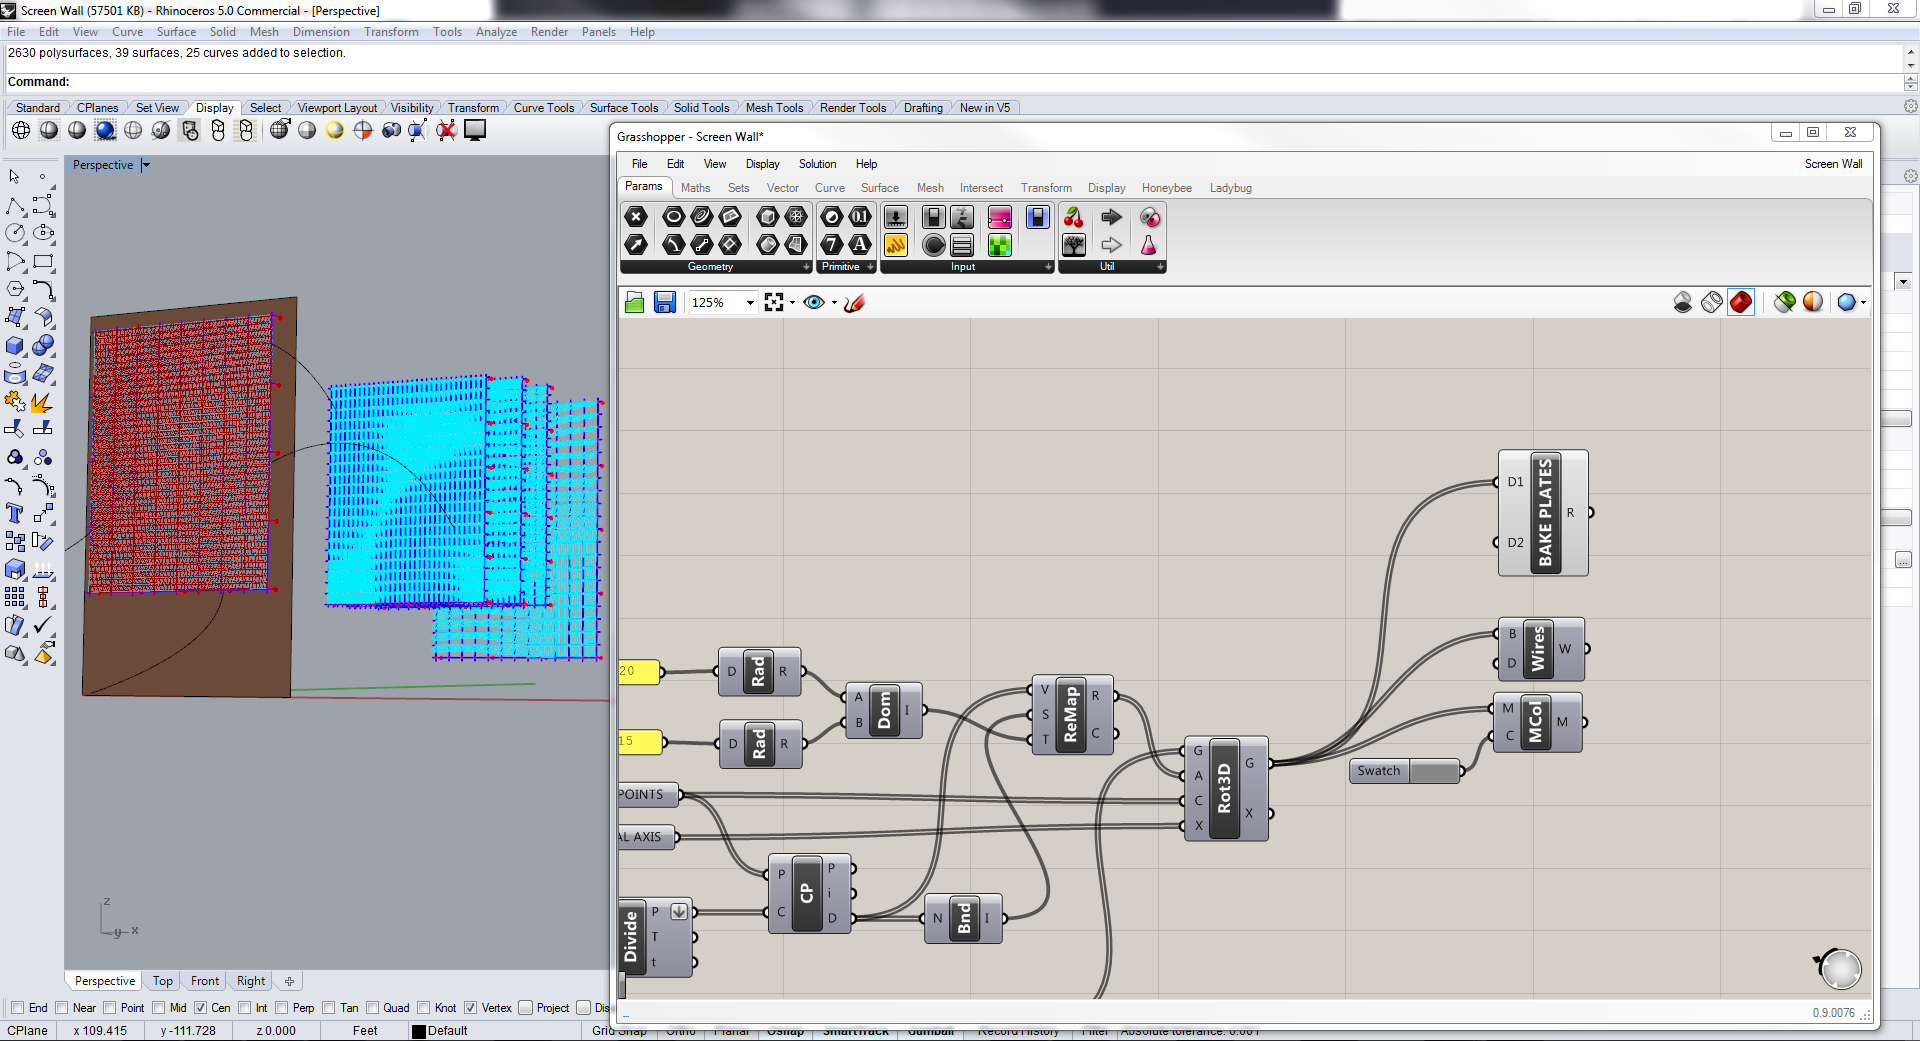 Screen Wall (57501 KB) - Rhinoceros 5.0 Commercial - [Perspective]
File Edit View Curve Surface Solid Mesh Dimension Transform Tools Analyze Render Panels Help
2630 polysurfaces, 39 surfaces, 25 curves added to selection.
Command:
Standard CPlanes Set View Display Select Viewport Layout Visibility Transform Curve Tools Surface Tools Solid Tools Mesh Tools Render Tools Drafting New in V5
Perspective
Grasshopper - Screen Wall*
File Edit View Display Solution Help Screen Wall
Params Maths Sets Vector Curve Surface Mesh Intersect Transform Display Honeybee Ladybug
Geometry Primitive Input Util
125%
D1 D2 BAKE PLATES R
B D Wires W
M C MCol M
Swatch
20
D Rad R
A B Dom I
15
D Rad R
V S T ReMap R C
G A C X Rot3D G X
POINTS
AL AXIS
P C CP P i D
N Bnd I
Divide P T t
0.9.0076
z
y x
Perspective Top Front Right
End Near Point Mid Cen Int Perp Tan Quad Knot Vertex Project Dis
CPlane x 109.415 y -111.728 z 0.000 Feet Default Grid Snap Ortho Planar Osnap SmartTrack Gumball Record History Filter Absolute tolerance: 0.001